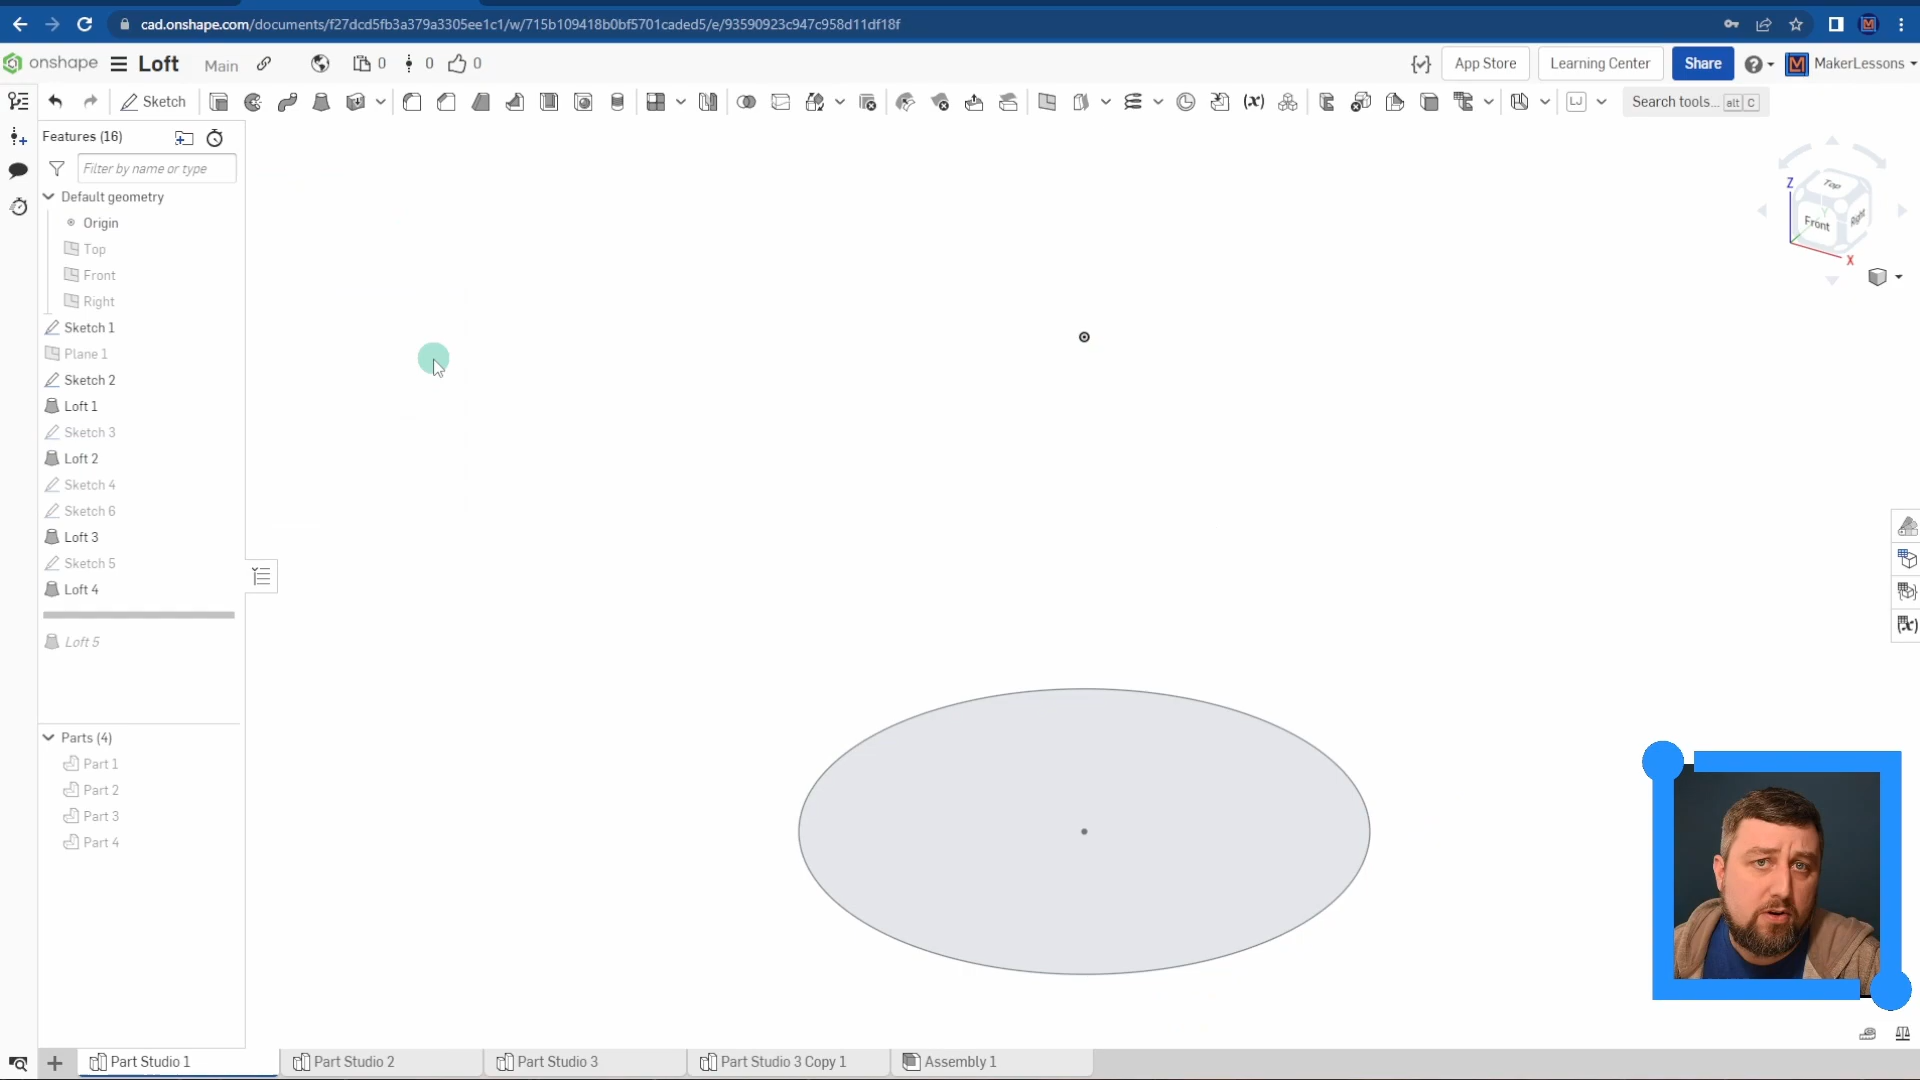 cad.onshape.com/documents/f27dcd5fb3a379a3305ee1c1/w/715b109418b0bf5701caded5/e/93590923c947c958d11df18f
onshape Loft Main 0 0 0 App Store Learning Center Share MakerLessons
Sketch Search tools... alt C
Features (16)
Filter by name or type
Default geometry
Origin
Top
Front
Right
Sketch 1
Plane 1
Sketch 2
Loft 1
Sketch 3
Loft 2
Sketch 4
Sketch 6
Loft 3
Sketch 5
Loft 4
Loft 5
Parts (4)
Part 1
Part 2
Part 3
Part 4
Z
Top
Y
Front Right
X
Part Studio 1 Part Studio 2 Part Studio 3 Part Studio 3 Copy 1 Assembly 1